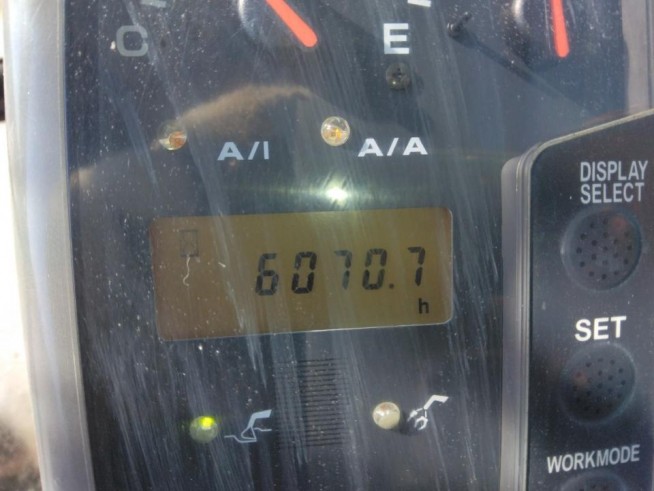 C
E
A/I
A/A
DISPLAY
SELECT
6070.7
h
SET
WORKMODE